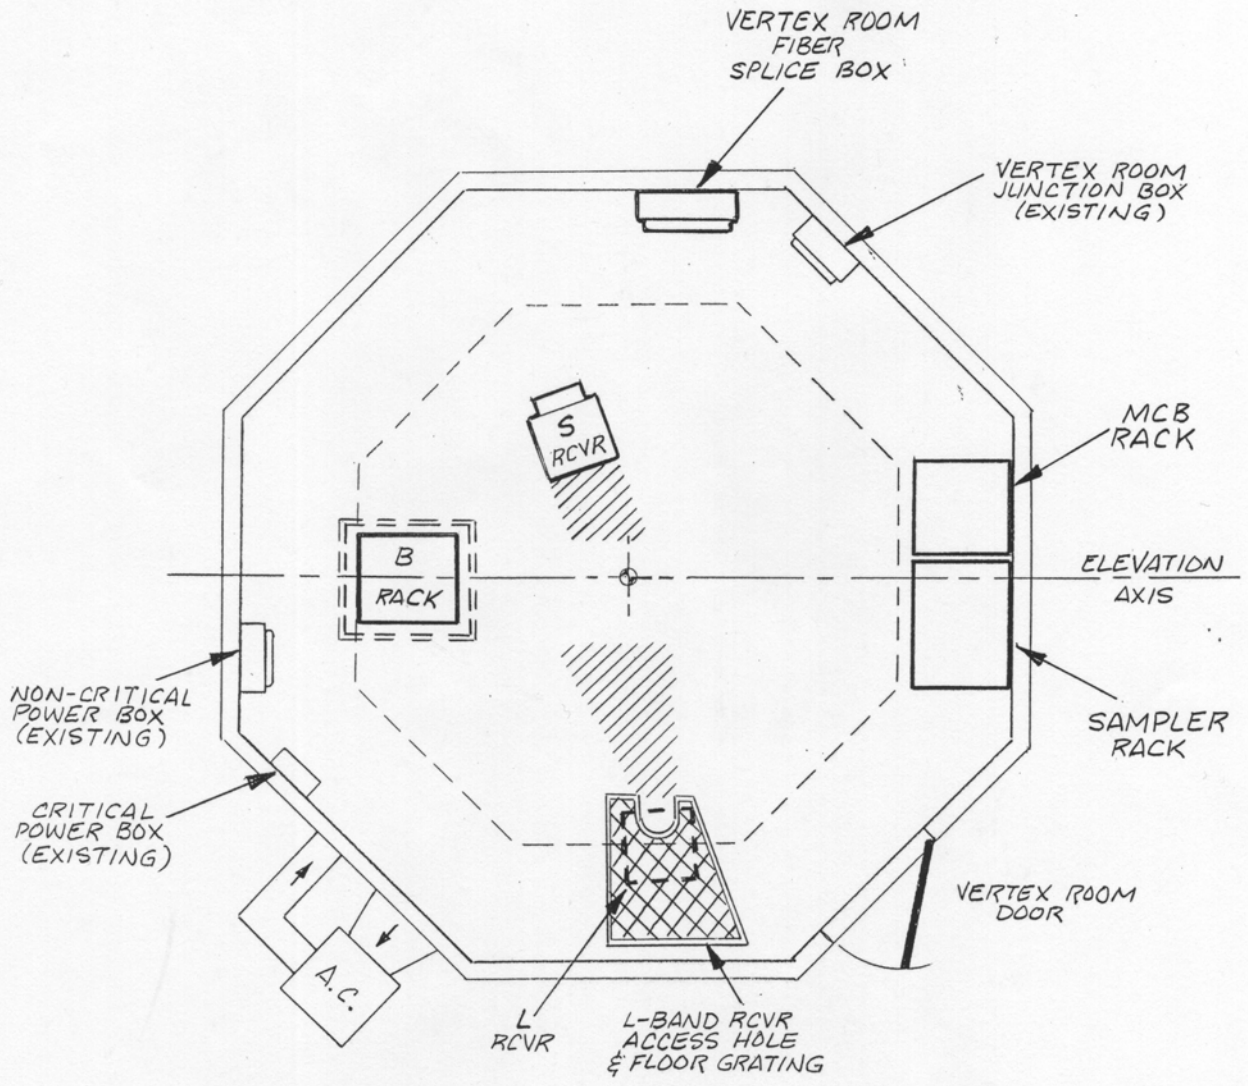 VERTEX ROOM
FIBER
SPLICE BOX
VERTEX ROOM
JUNCTION BOX
(EXISTING)
MCB
RACK
S
RCVR
B
RACK
ELEVATION
AXIS
NON-CRITICAL
POWER BOX
(EXISTING)
SAMPLER
RACK
CRITICAL
POWER BOX
(EXISTING)
VERTEX ROOM
DOOR
A.C.
L
RCVR
L-BAND RCVR
ACCESS HOLE
& FLOOR GRATING